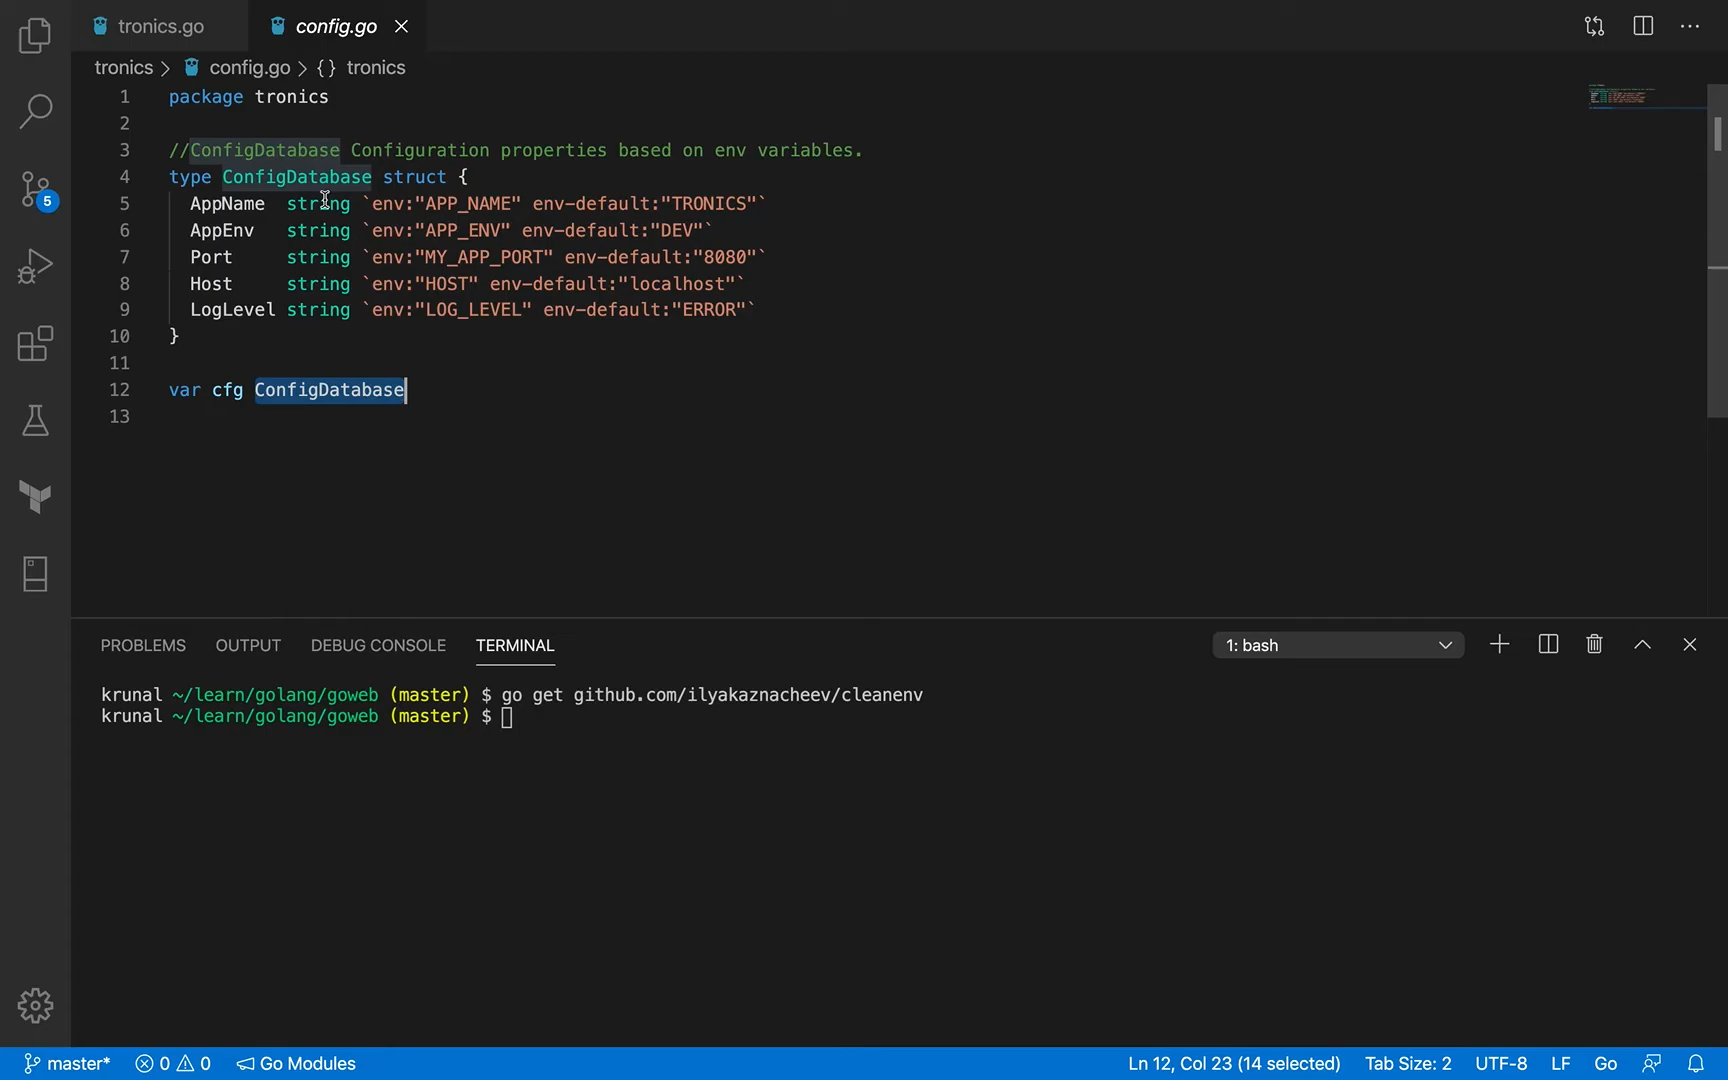 tronics.go
config.go
tronics > config.go > {} tronics
1 package tronics
2
3 //ConfigDatabase Configuration properties based on env variables.
4 type ConfigDatabase struct {
5 AppName string `env:"APP_NAME" env-default:"TRONICS"`
6 AppEnv string `env:"APP_ENV" env-default:"DEV"`
7 Port string `env:"MY_APP_PORT" env-default:"8080"`
8 Host string `env:"HOST" env-default:"localhost"`
9 LogLevel string `env:"LOG_LEVEL" env-default:"ERROR"`
10 }
11
12 var cfg ConfigDatabase
13
5
PROBLEMS OUTPUT DEBUG CONSOLE TERMINAL 1: bash
krunal ~/learn/golang/goweb (master) $ go get github.com/ilyakaznacheev/cleanenv
krunal ~/learn/golang/goweb (master) $
master* 0 0 Go Modules Ln 12, Col 23 (14 selected) Tab Size: 2 UTF-8 LF Go